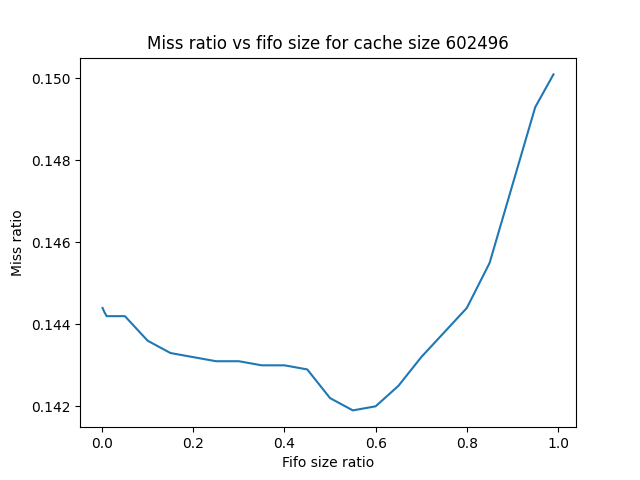 Miss ratio vs fifo size for cache size 602496
0.150
0.148
0.146
0.144
0.142
Miss ratio
0.0 0.2 0.4 0.6 0.8 1.0
Fifo size ratio